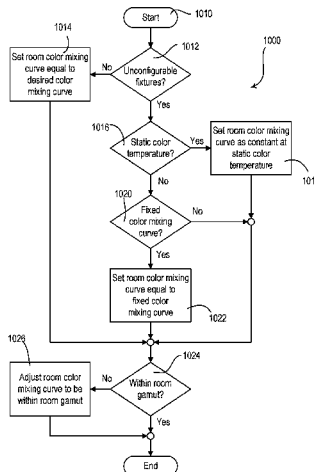 Start
1010
1014
1012
1000
Set room color mixing
curve equal to
desired color
mixing curve
No
Unconfigurable
fixtures?
Yes
1016
Static color
temperature?
Yes
Set room color mixing
curve as constant at
static color
temperature
101
No
1020
Fixed
color mixing
curve?
No
Yes
Set room color mixing
curve equal to
fixed color
mixing curve
1022
1026
1024
Adjust room color
mixing curve to be
within room gamut
No
Within room
gamut?
Yes
End